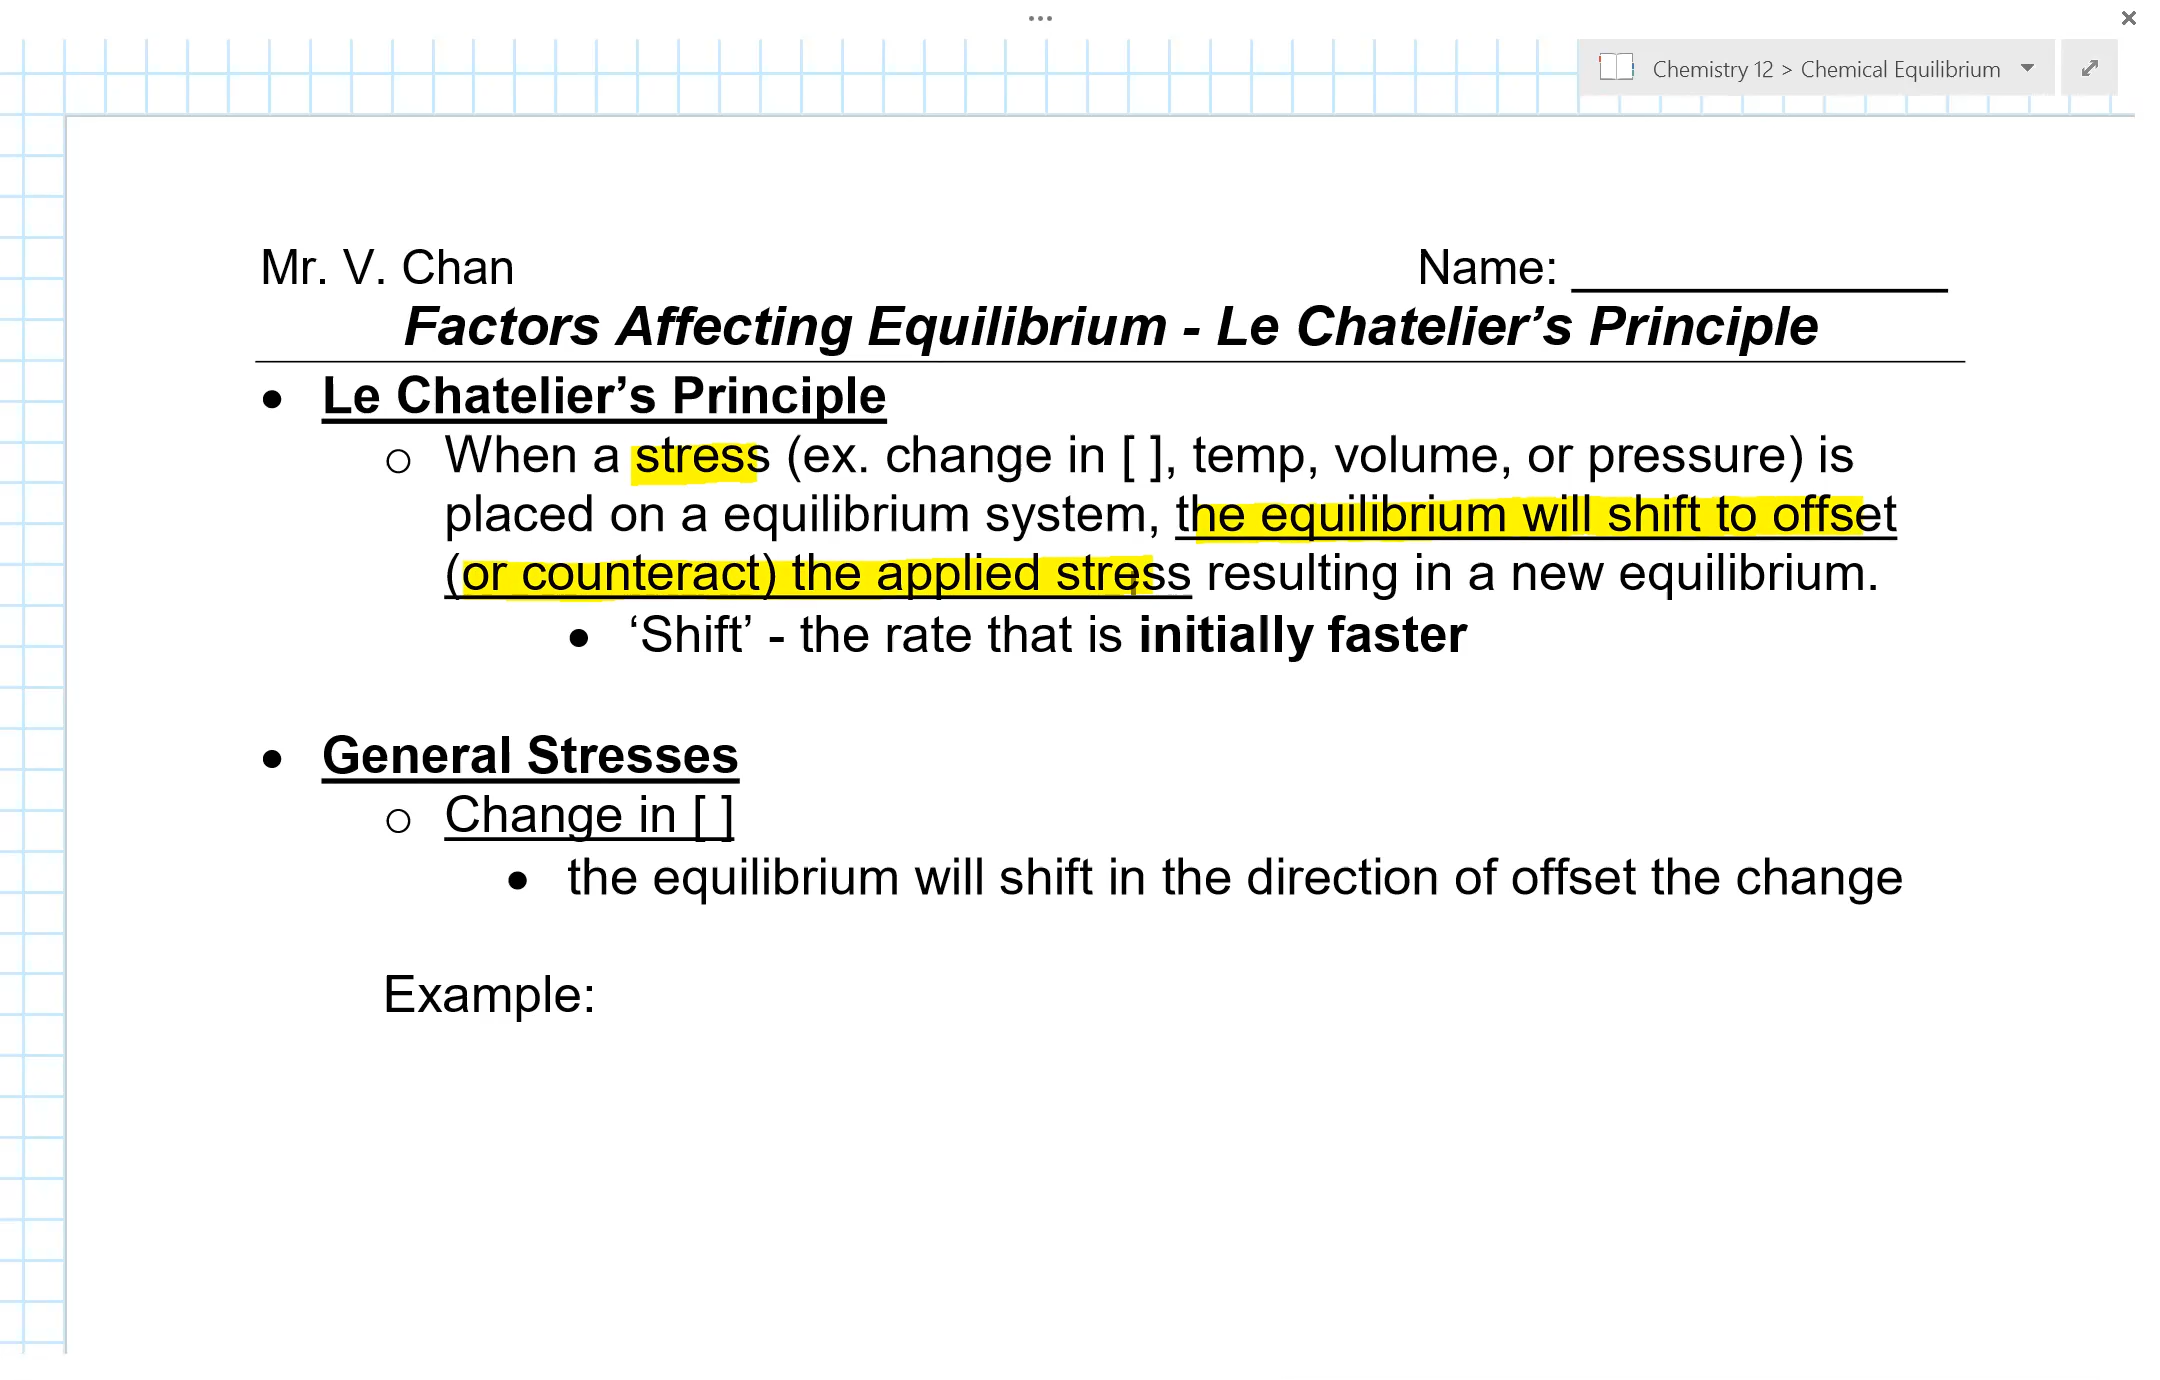 Chemistry 12 > Chemical Equilibrium
Mr. V. Chan Name: ______________
Factors Affecting Equilibrium - Le Chatelier’s Principle
• Le Chatelier’s Principle
○ When a stress (ex. change in [ ], temp, volume, or pressure) is
placed on a equilibrium system, the equilibrium will shift to offset
(or counteract) the applied stress resulting in a new equilibrium.
• ‘Shift’ - the rate that is initially faster
• General Stresses
○ Change in [ ]
• the equilibrium will shift in the direction of offset the change
Example: